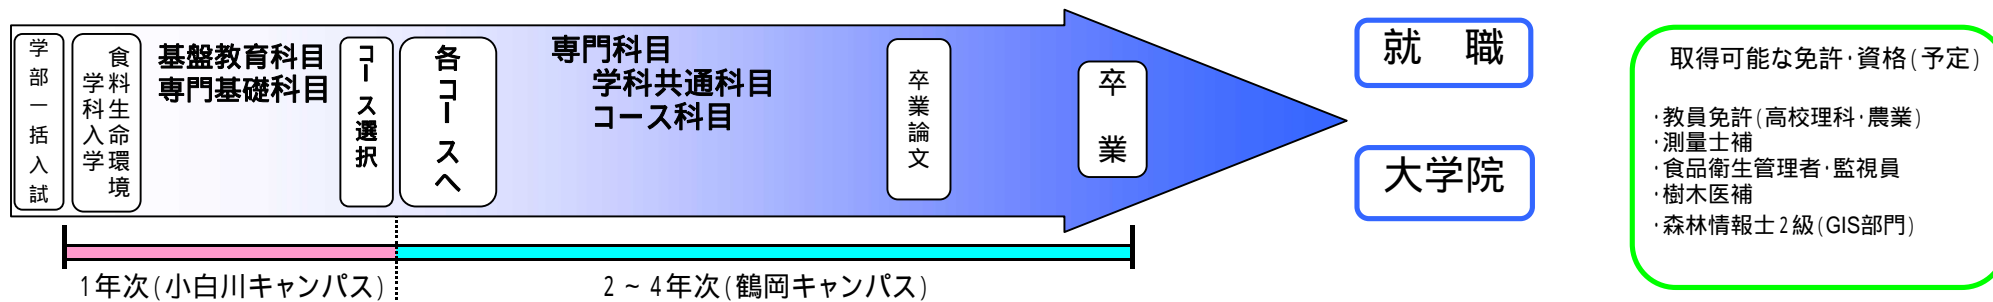 学部一括入試
食料生命環境
学科入学
基盤教育科目
専門基礎科目
コース選択
各コースへ
専門科目
学科共通科目
コース科目
卒業論文
卒業
就　職
大学院
取得可能な免許・資格(予定)
・教員免許(高校理科・農業)
・測量士補
・食品衛生管理者・監視員
・樹木医補
・森林情報士2級(GIS部門)
1年次(小白川キャンパス)
2～4年次(鶴岡キャンパス)